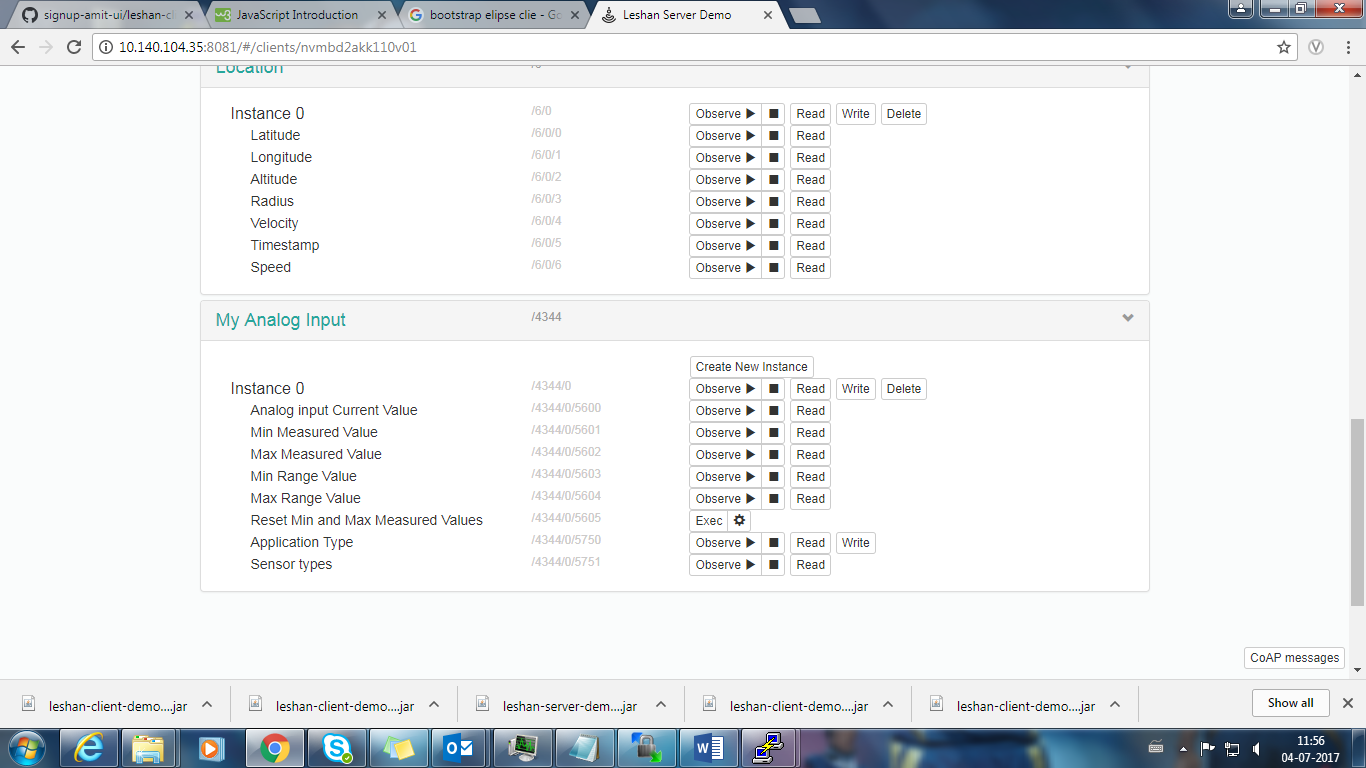 signup-amit-ui/leshan-cl
JavaScript Introduction
bootstrap elipse clie - Go
Leshan Server Demo
10.140.104.35:8081/#/clients/nvmbd2akk110v01
Location /6
Instance 0 /6/0 Observe Read Write Delete
Latitude /6/0/0 Observe Read
Longitude /6/0/1 Observe Read
Altitude /6/0/2 Observe Read
Radius /6/0/3 Observe Read
Velocity /6/0/4 Observe Read
Timestamp /6/0/5 Observe Read
Speed /6/0/6 Observe Read
My Analog Input /4344
Create New Instance
Instance 0 /4344/0 Observe Read Write Delete
Analog input Current Value /4344/0/5600 Observe Read
Min Measured Value /4344/0/5601 Observe Read
Max Measured Value /4344/0/5602 Observe Read
Min Range Value /4344/0/5603 Observe Read
Max Range Value /4344/0/5604 Observe Read
Reset Min and Max Measured Values /4344/0/5605 Exec
Application Type /4344/0/5750 Observe Read Write
Sensor types /4344/0/5751 Observe Read
CoAP messages
leshan-client-demo....jar
leshan-client-demo....jar
leshan-server-dem....jar
leshan-client-demo....jar
leshan-client-demo....jar
Show all
11:56
04-07-2017